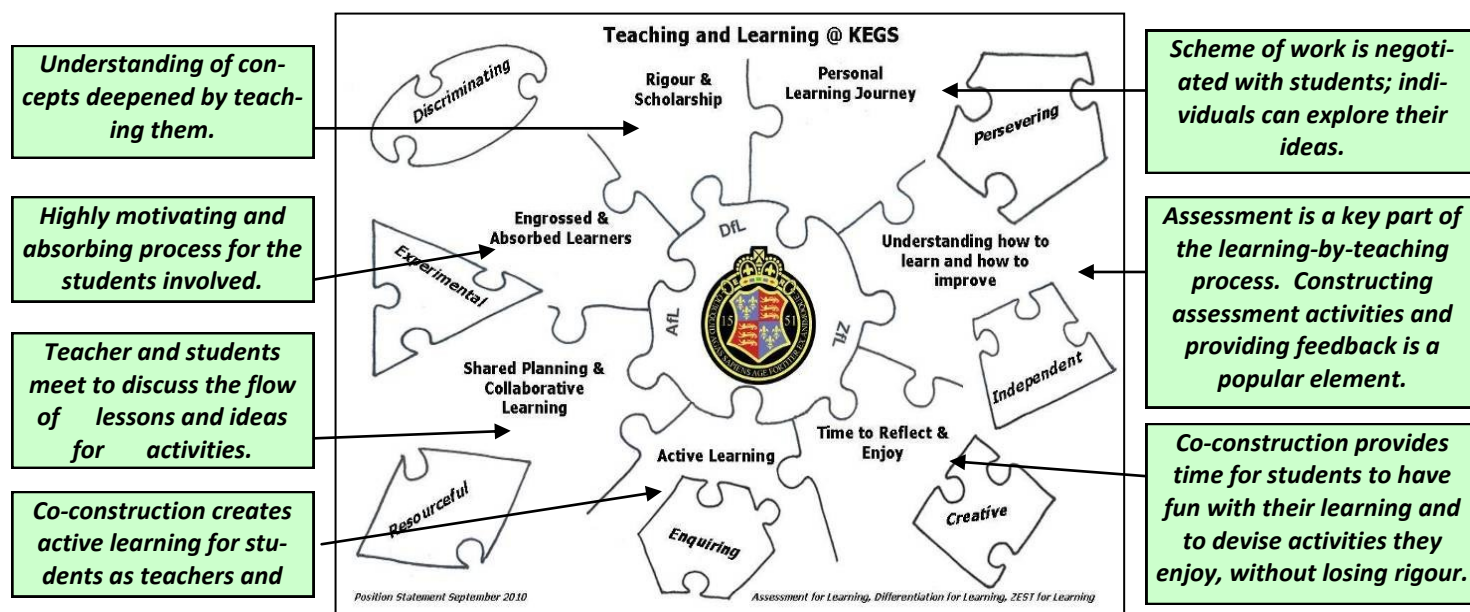 Teaching and Learning @ KEGS
Understanding of con-
cepts deepened by teach-
ing them.
Highly motivating and
absorbing process for the
students involved.
Teacher and students
meet to discuss the flow
of lessons and ideas
for activities.
Co-construction creates
active learning for stu-
dents as teachers and
Discriminating
Rigour &
Scholarship
Personal
Learning Journey
Persevering
Experimental
Engrossed &
Absorbed Learners
DfL
Understanding how to
learn and how to
improve
AfL
15 51
ZfL
Independent
Shared Planning &
Collaborative
Learning
Resourceful
Active Learning
Enquiring
Time to Reflect &
Enjoy
Creative
Position Statement September 2010
Assessment for Learning, Differentiation for Learning, ZEST for Learning
Scheme of work is negoti-
ated with students; indi-
viduals can explore their
ideas.
Assessment is a key part of
the learning-by-teaching
process. Constructing
assessment activities and
providing feedback is a
popular element.
Co-construction provides
time for students to have
fun with their learning and
to devise activities they
enjoy, without losing rigour.